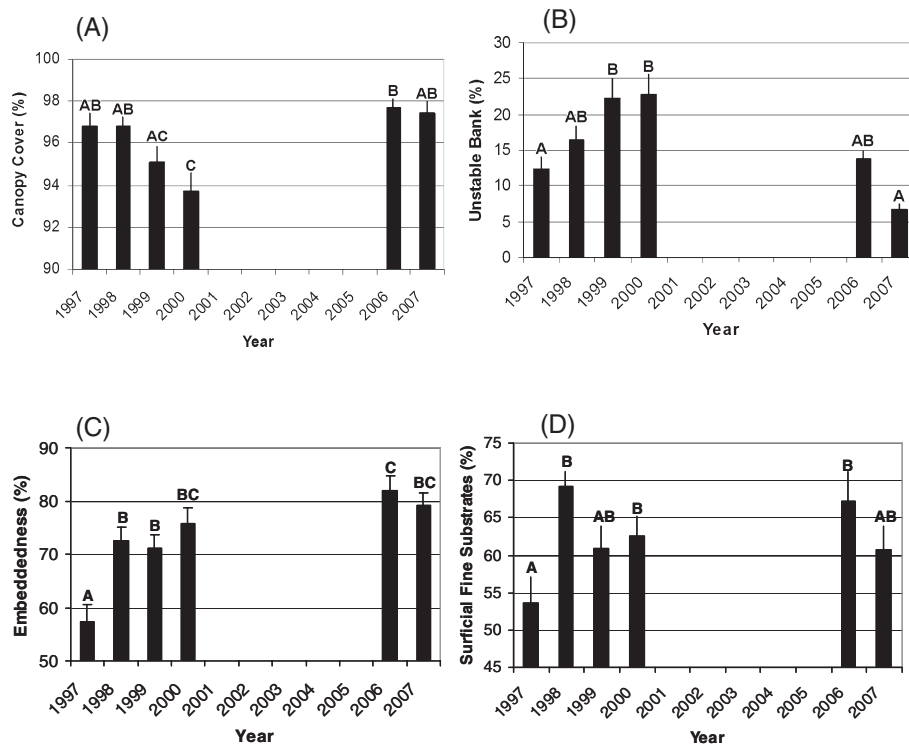 (A)
Canopy Cover (%)
100
98
96
94
92
90
AB
AB
AC
C
B
AB
1997
1998
1999
2000
2001
2002
2003
2004
2005
2006
2007
Year
(B)
Unstable Bank (%)
30
25
20
15
10
5
0
A
AB
B
B
AB
A
1997
1998
1999
2000
2001
2002
2003
2004
2005
2006
2007
Year
(C)
Embeddedness (%)
90
80
70
60
50
A
B
B
BC
C
BC
1997
1998
1999
2000
2001
2002
2003
2004
2005
2006
2007
Year
(D)
Surficial Fine Substrates (%)
75
70
65
60
55
50
45
A
B
AB
B
B
AB
1997
1998
1999
2000
2001
2002
2003
2004
2005
2006
2007
Year